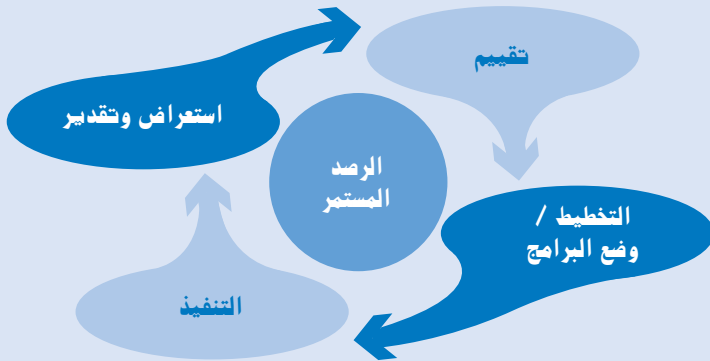 تقييم
استعراض وتقدير
الرصد
المستمر
التخطيط /
وضع البرامج
التنفيذ